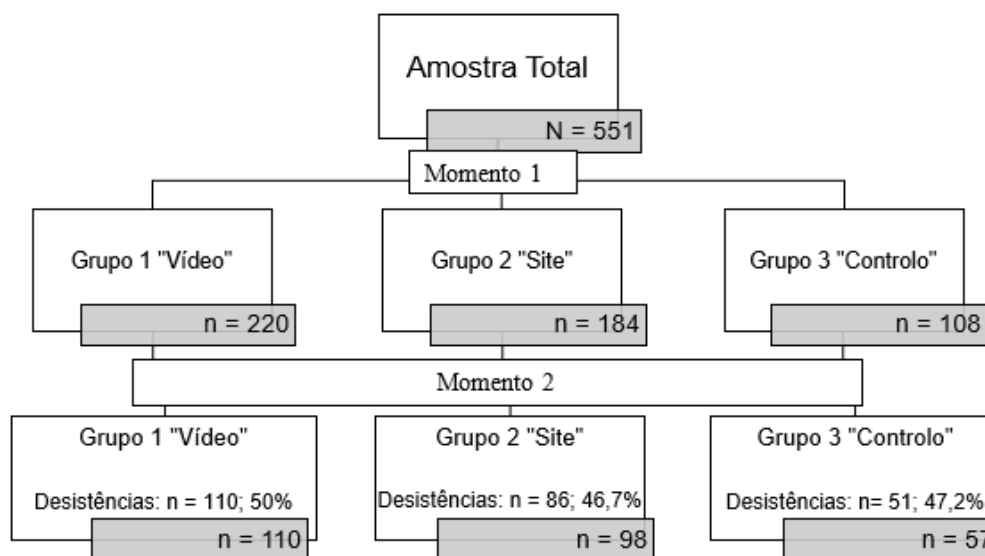 Amostra Total
N = 551
Momento 1
Grupo 1 "Vídeo"
n = 220
Grupo 2 "Site"
n = 184
Grupo 3 "Controlo"
n = 108
Momento 2
Grupo 1 "Vídeo"
Desistências: n = 110; 50%
n = 110
Grupo 2 "Site"
Desistências: n = 86; 46,7%
n = 98
Grupo 3 "Controlo"
Desistências: n= 51; 47,2%
n = 57